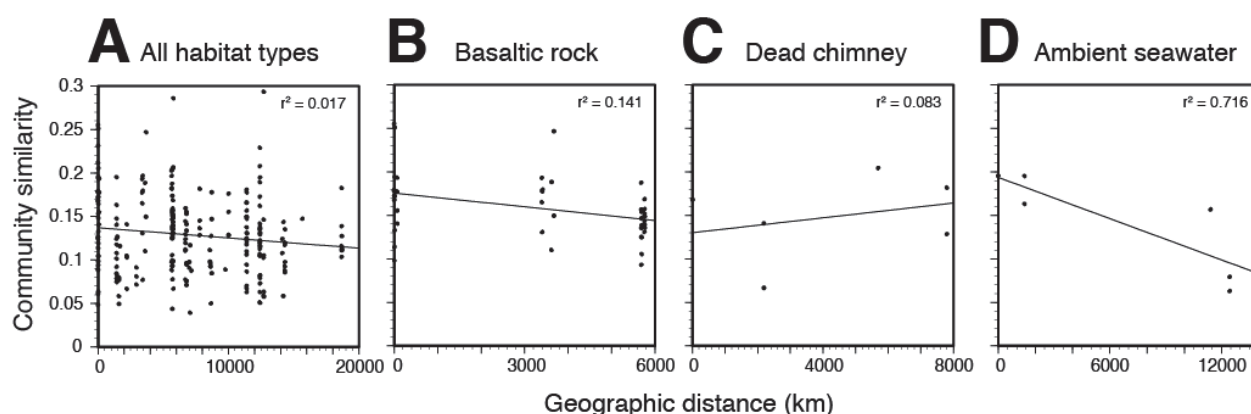 A All habitat types
B Basaltic rock
C Dead chimney
D Ambient seawater
Community similarity
0.3
0.25
0.2
0.15
0.1
0.05
0
r² = 0.017
r² = 0.141
r² = 0.083
r² = 0.716
0 10000 20000
0 3000 6000
0 4000 8000
0 6000 12000
Geographic distance (km)